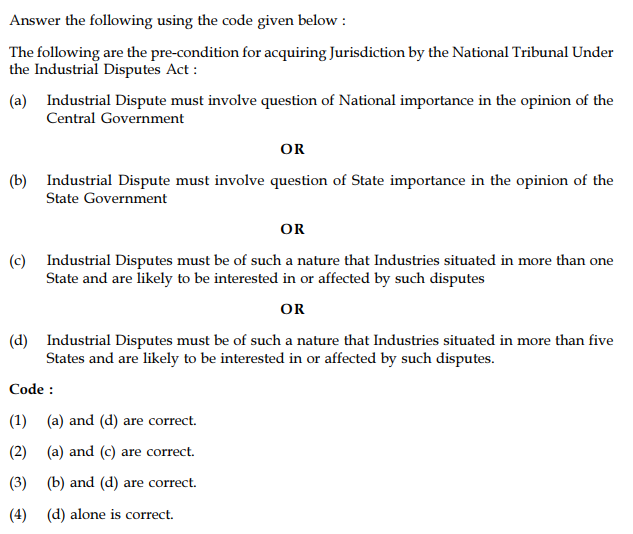 Answer the following using the code given below :
The following are the pre-condition for acquiring Jurisdiction by the National Tribunal Under
the Industrial Disputes Act :
(a) Industrial Dispute must involve question of National importance in the opinion of the
Central Government
OR
(b) Industrial Dispute must involve question of State importance in the opinion of the
State Government
OR
(c) Industrial Disputes must be of such a nature that Industries situated in more than one
State and are likely to be interested in or affected by such disputes
OR
(d) Industrial Disputes must be of such a nature that Industries situated in more than five
States and are likely to be interested in or affected by such disputes.
Code :
(1) (a) and (d) are correct.
(2) (a) and (c) are correct.
(3) (b) and (d) are correct.
(4) (d) alone is correct.